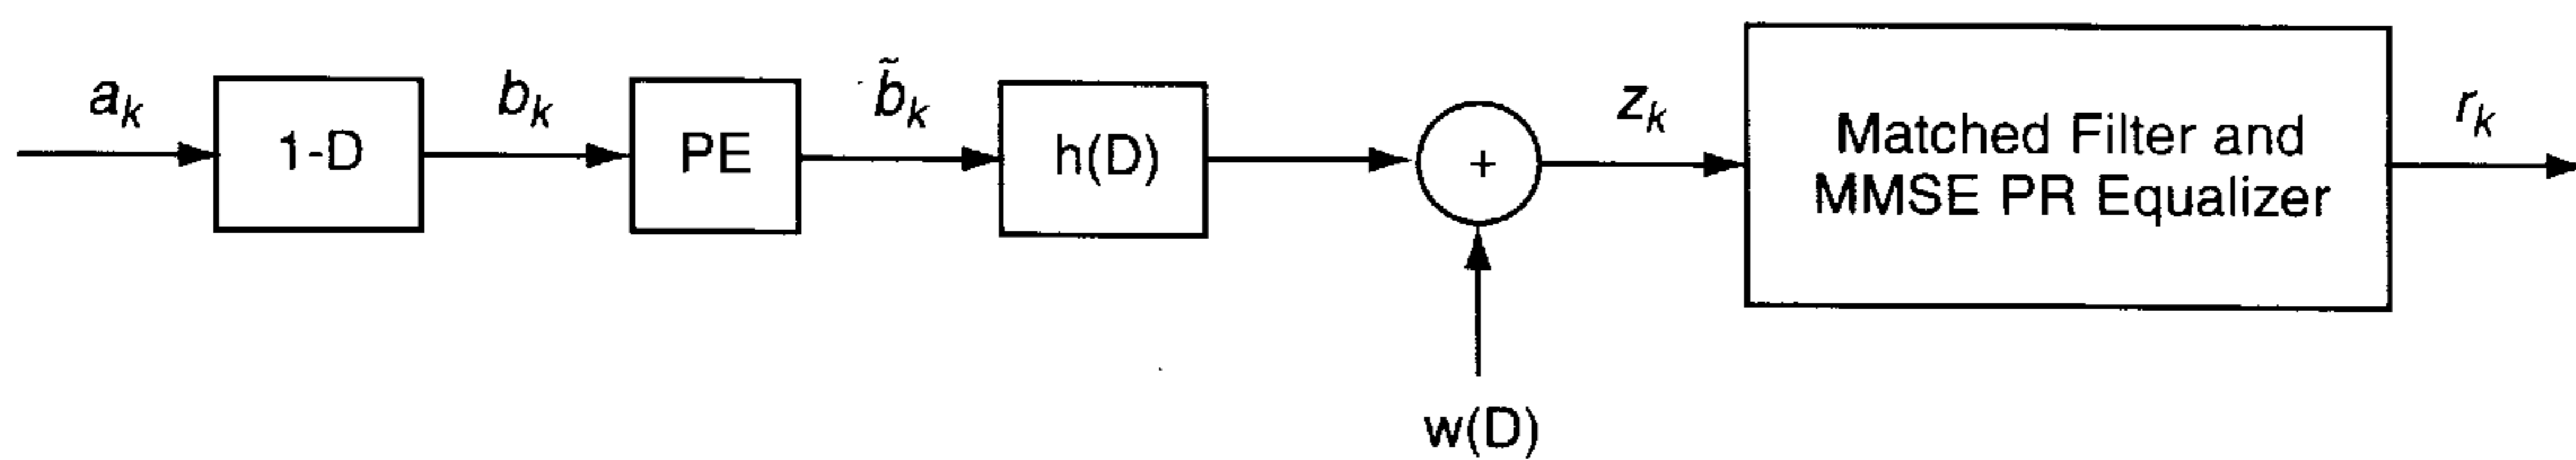 a_k
1-D
b_k
PE
b̃_k
h(D)
+
z_k
Matched Filter and
MMSE PR Equalizer
r_k
w(D)